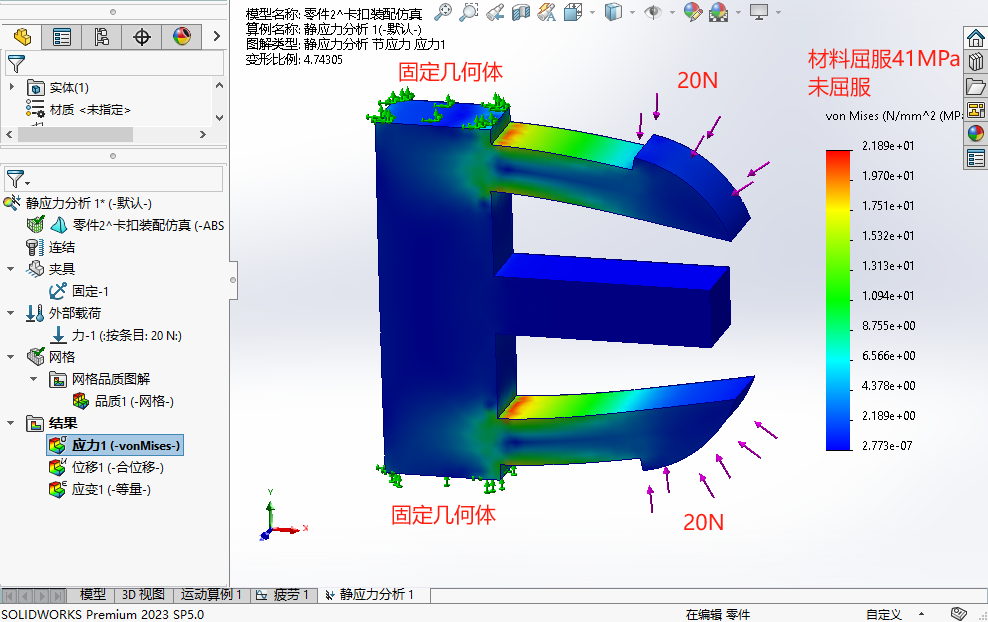 模型名称: 零件2^卡扣装配仿真
算例名称: 静应力分析 1(-默认-)
图解类型: 静应力分析 节应力 应力1
变形比例: 4.74305
固定几何体
20N
材料屈服41MPa
未屈服
von Mises (N/mm^2 (MP
2.189e+01
1.970e+01
1.751e+01
1.532e+01
1.313e+01
1.094e+01
8.755e+00
6.566e+00
4.378e+00
2.189e+00
2.773e-07
实体(1)
材质 <未指定>
静应力分析 1* (-默认-)
零件2^卡扣装配仿真 (-ABS
连结
夹具
固定-1
外部载荷
力-1 (:按条目: 20 N:)
网格
网格品质图解
品质1 (-网格-)
结果
应力1 (-vonMises-)
位移1 (-合位移-)
应变1 (-等量-)
固定几何体
20N
Y
X
模型
3D 视图
运动算例 1
疲劳 1
静应力分析 1
SOLIDWORKS Premium 2023 SP5.0
在编辑 零件
自定义